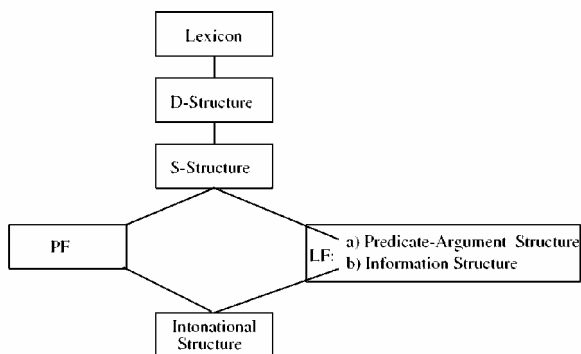 Lexicon
D-Structure
S-Structure
PF
LF:
a) Predicate-Argument Structure
b) Information Structure
Intonational
Structure